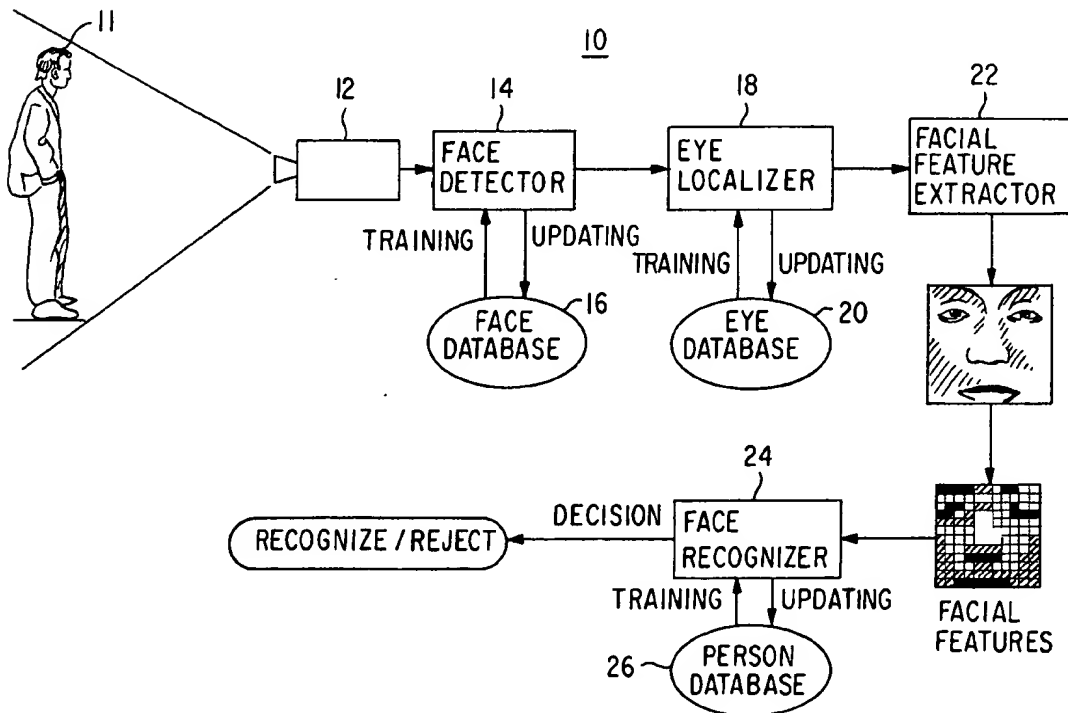 11
10
12
14
18
22
FACE
DETECTOR
EYE
LOCALIZER
FACIAL
FEATURE
EXTRACTOR
TRAINING
UPDATING
TRAINING
UPDATING
16
FACE
DATABASE
20
EYE
DATABASE
24
DECISION
RECOGNIZE/REJECT
FACE
RECOGNIZER
TRAINING
UPDATING
FACIAL
FEATURES
26
PERSON
DATABASE